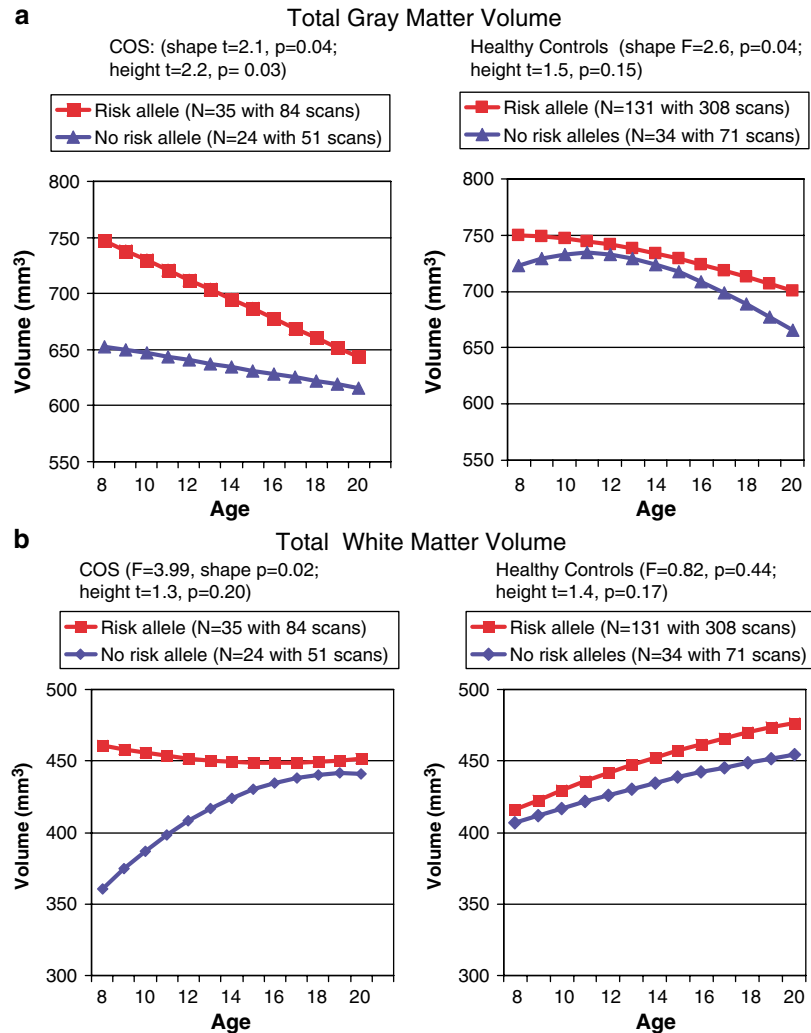 a
Total Gray Matter Volume
COS: (shape t=2.1, p=0.04;
height t=2.2, p= 0.03)
Risk allele (N=35 with 84 scans)
No risk allele (N=24 with 51 scans)
800
750
700
650
600
550
Volume (mm³)
8 10 12 14 16 18 20
Age
Healthy Controls (shape F=2.6, p=0.04;
height t=1.5, p=0.15)
Risk allele (N=131 with 308 scans)
No risk alleles (N=34 with 71 scans)
800
750
700
650
600
550
Volume (mm³)
8 10 12 14 16 18 20
Age
b
Total White Matter Volume
COS (F=3.99, shape p=0.02;
height t=1.3, p=0.20)
Risk allele (N=35 with 84 scans)
No risk allele (N=24 with 51 scans)
500
450
400
350
300
Volume (mm³)
8 10 12 14 16 18 20
Age
Healthy Controls (F=0.82, p=0.44;
height t=1.4, p=0.17)
Risk allele (N=131 with 308 scans)
No risk alleles (N=34 with 71 scans)
500
450
400
350
300
Volume (mm³)
8 10 12 14 16 18 20
Age